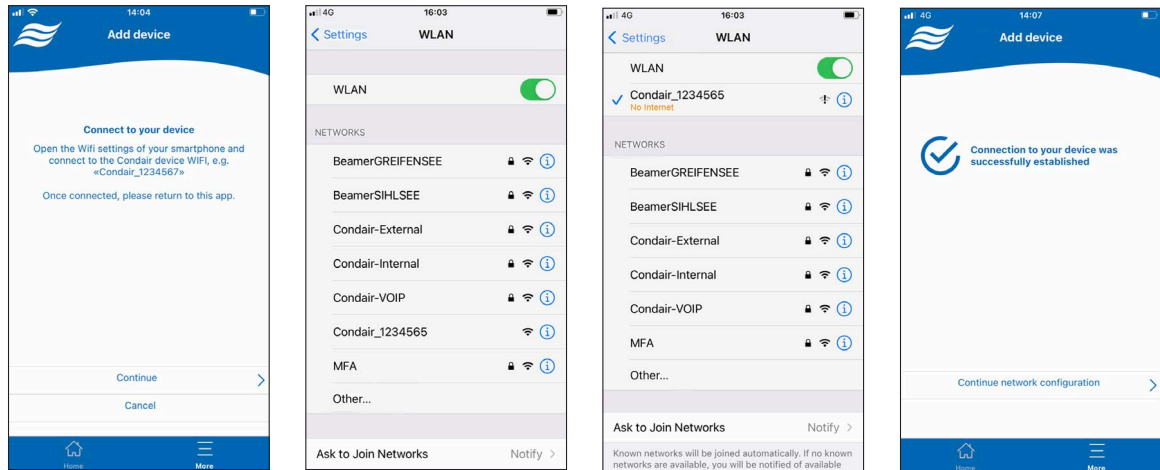 14:04
Add device
Connect to your device
Open the Wifi settings of your smartphone and
connect to the Condair device WIFI, e.g.
«Condair_1234567»
Once connected, please return to this app.
Continue
Cancel
Home
More
4G
16:03
Settings
WLAN
WLAN
NETWORKS
BeamerGREIFENSEE
BeamerSIHLSEE
Condair-External
Condair-Internal
Condair-VOIP
Condair_1234565
MFA
Other...
Ask to Join Networks
Notify
4G
16:03
Settings
WLAN
WLAN
Condair_1234565
No Internet
NETWORKS
BeamerGREIFENSEE
BeamerSIHLSEE
Condair-External
Condair-Internal
Condair-VOIP
MFA
Other...
Ask to Join Networks
Notify
Known networks will be joined automatically. If no known
networks are available, you will be notified of available
4G
14:07
Add device
Connection to your device was
successfully established
Continue network configuration
Home
More